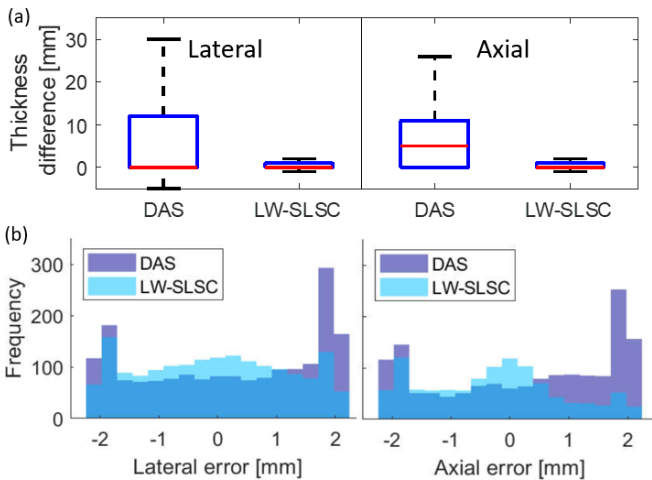 (a)
Thickness
difference [mm]
30
20
10
0
Lateral
Axial
DAS
LW-SLSC
DAS
LW-SLSC
(b)
Frequency
300
200
100
0
DAS
LW-SLSC
DAS
LW-SLSC
-2 -1 0 1 2
-2 -1 0 1 2
Lateral error [mm]
Axial error [mm]